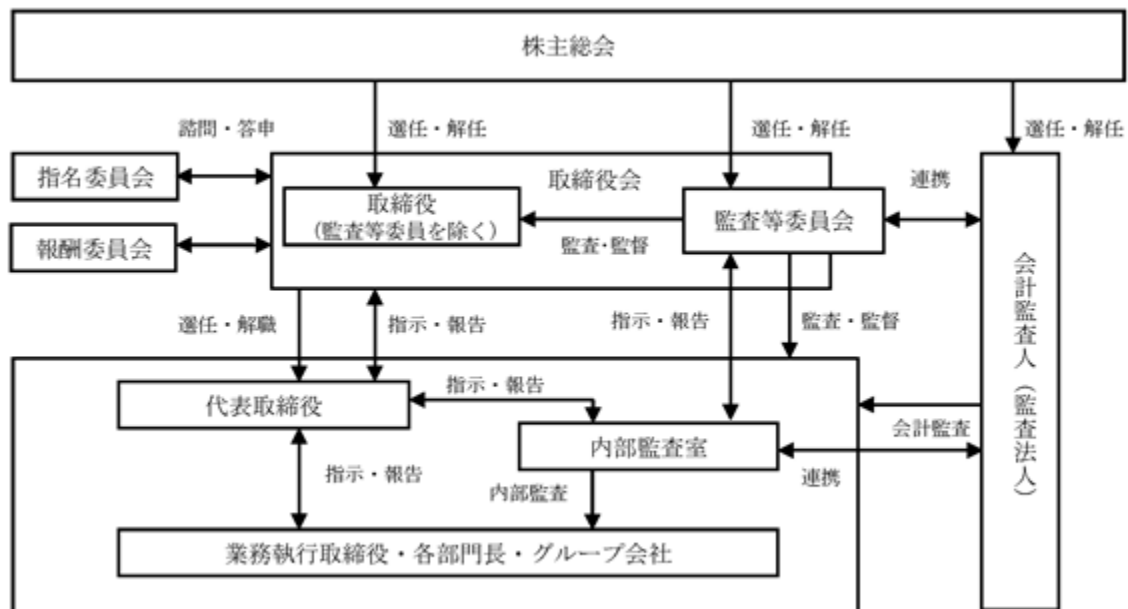 株主総会
諮問・答申
選任・解任
選任・解任
選任・解任
指名委員会
取締役会
連携
取締役
(監査等委員を除く)
監査等委員会
報酬委員会
監査・監督
選任・解職
指示・報告
指示・報告
監査・監督
会計監査人（監査法人）
代表取締役
指示・報告
会計監査
内部監査室
指示・報告
連携
内部監査
業務執行取締役・各部門長・グループ会社